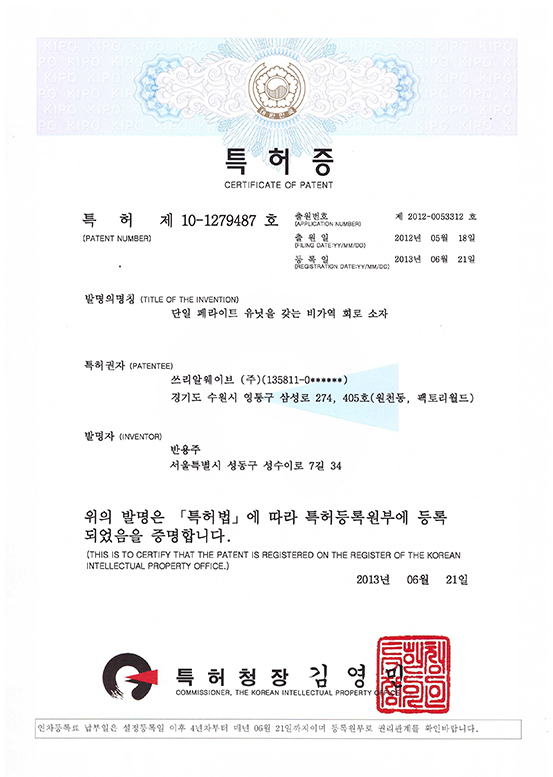 특 허 증
CERTIFICATE OF PATENT
특 허 제 10-1279487 호
(PATENT NUMBER)
출원번호 제 2012-0053312 호
(APPLICATION NUMBER)
출 원 일 2012년 05월 18일
(FILING DATE:YY/MM/DD)
등 록 일 2013년 06월 21일
(REGISTRATION DATE:YY/MM/DD)
발명의명칭 (TITLE OF THE INVENTION)
단일 페라이트 유닛을 갖는 비가역 회로 소자
특허권자 (PATENTEE)
쓰리알웨이브 (주)(135811-0******)
경기도 수원시 영통구 삼성로 274, 405호(원천동, 팩토리월드)
발명자 (INVENTOR)
반용주
서울특별시 성동구 성수이로 7길 34
위의 발명은 「특허법」에 따라 특허등록원부에 등록
되었음을 증명합니다.
(THIS IS TO CERTIFY THAT THE PATENT IS REGISTERED ON THE REGISTER OF THE KOREAN
INTELLECTUAL PROPERTY OFFICE.)
2013년 06월 21일
특허청장 김영민
COMMISSIONER, THE KOREAN INTELLECTUAL PROPERTY OFFICE
연차등록료 납부일은 설정등록일 이후 4년차부터 매년 06월 21일까지이며 등록원부로 권리관계를 확인바랍니다.